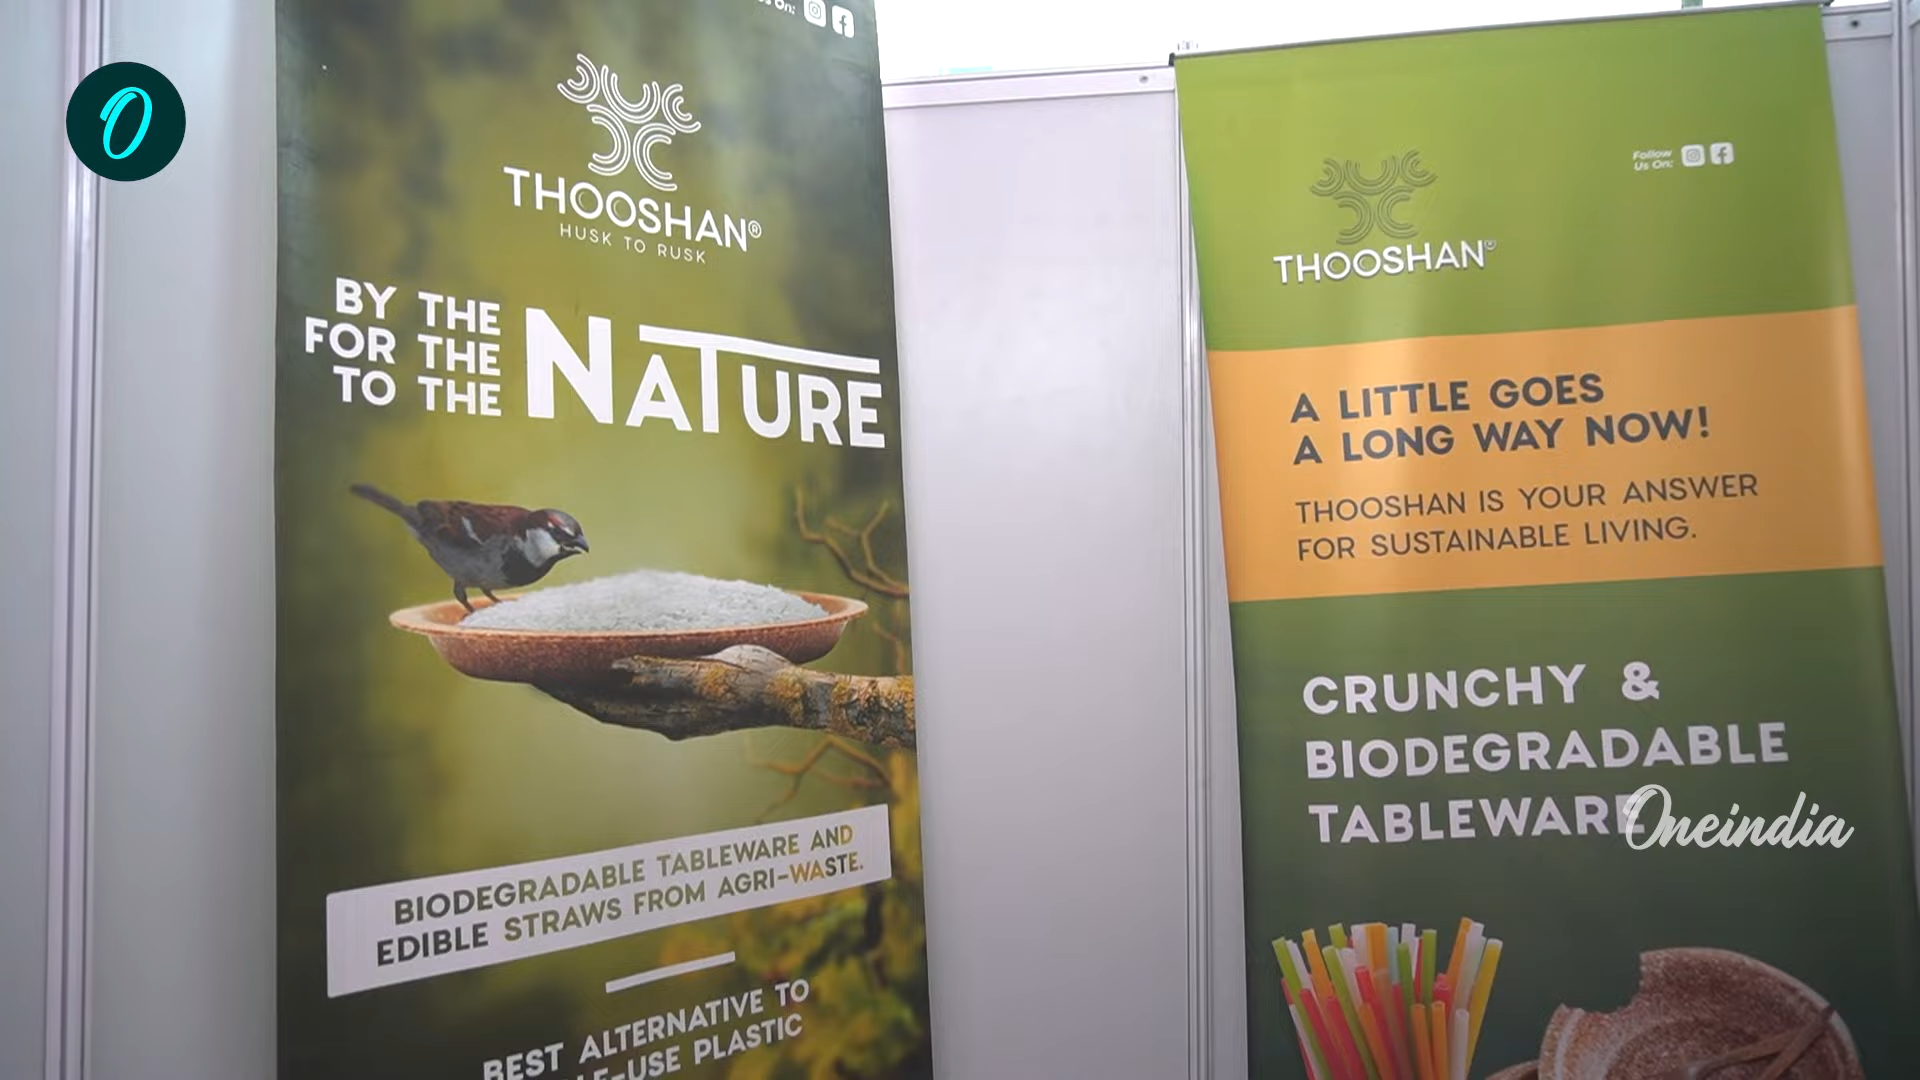 THOOSHAN®
HUSK TO RUSK
BY THE
FOR THE
TO THE
NATURE
BIODEGRADABLE TABLEWARE AND
EDIBLE STRAWS FROM AGRI-WASTE.
BEST ALTERNATIVE TO
-USE PLASTIC
Follow
Us On:
THOOSHAN®
A LITTLE GOES
A LONG WAY NOW!
THOOSHAN IS YOUR ANSWER
FOR SUSTAINABLE LIVING.
CRUNCHY &
BIODEGRADABLE
TABLEWARE
Oneindia